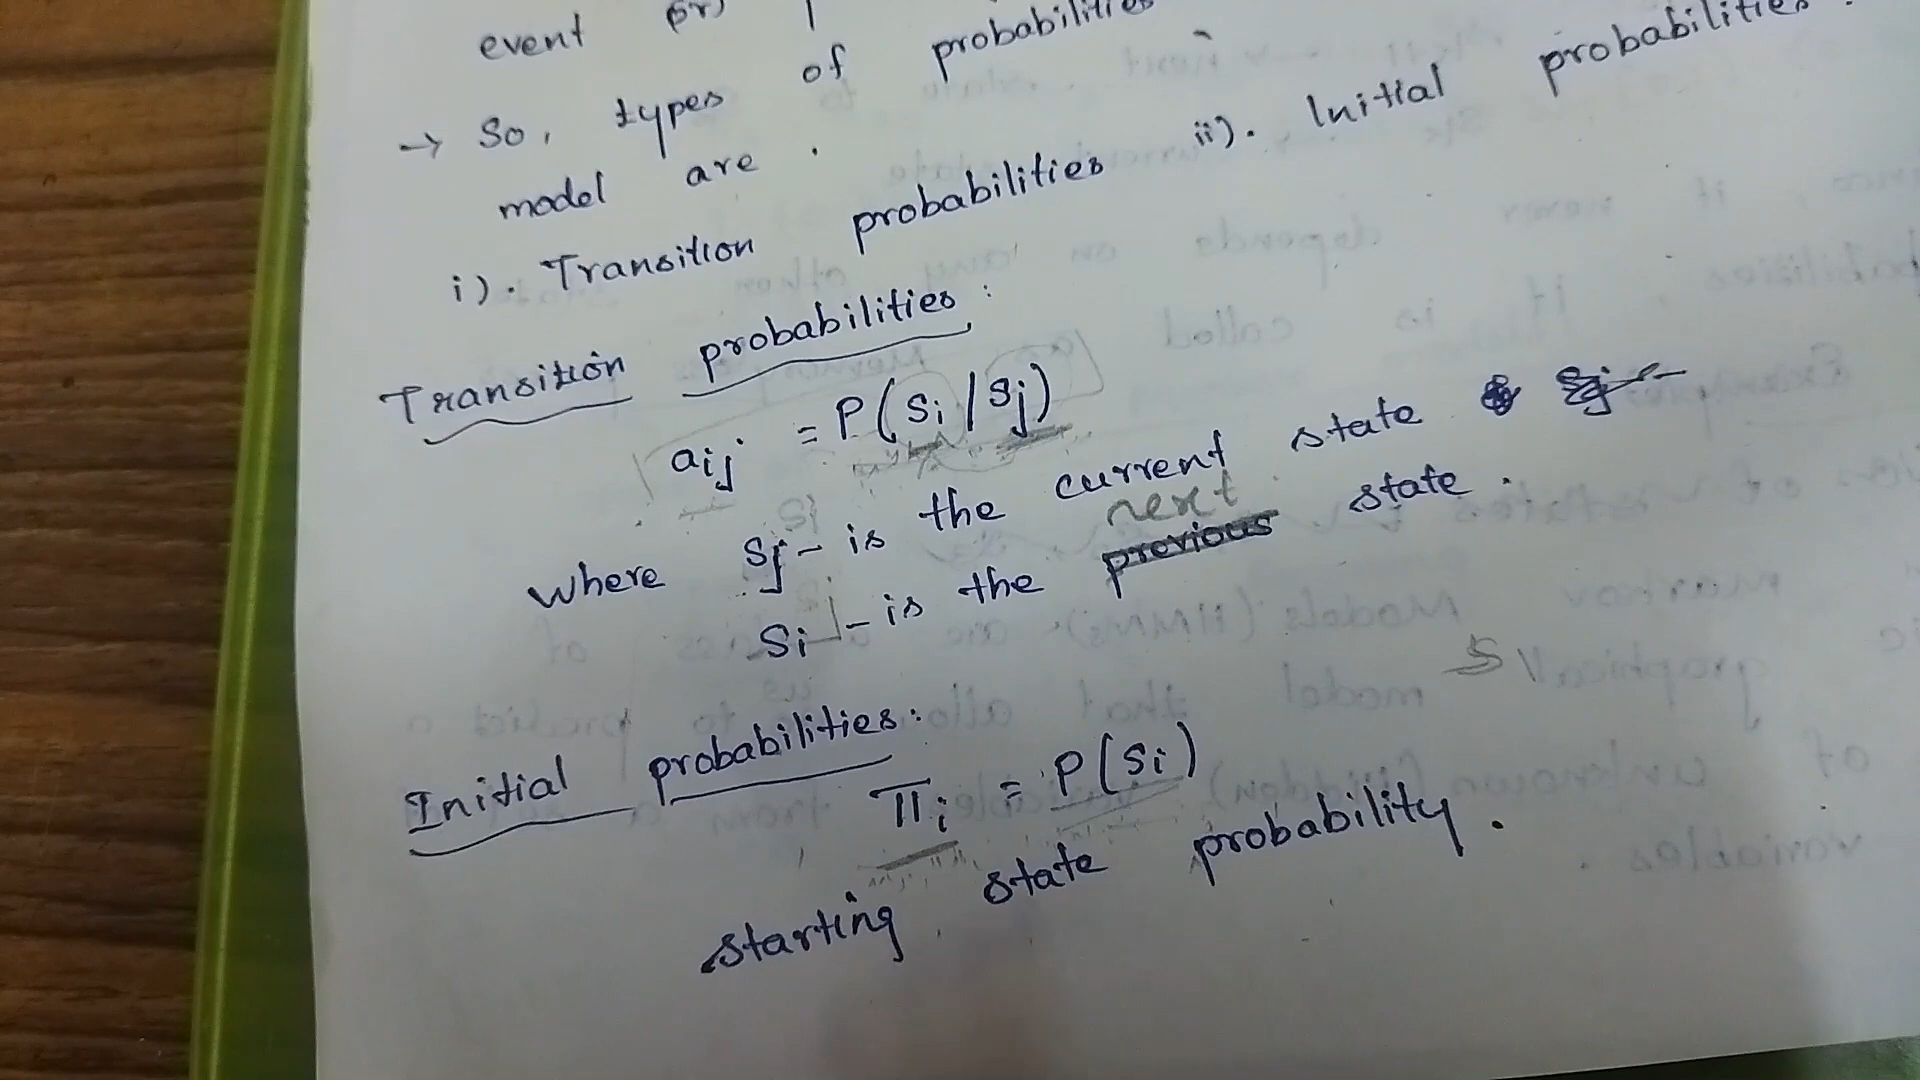 event (or)
→ So, types of probabilities
model are .
i). Transition probabilities ii). Initial probabilities.
Transition probabilities:
aij = P(Si/Sj)
where Sj - is the current state
next
Si - is the previous state.
S
Initial probabilities:
πi = P(Si)
starting state probability.